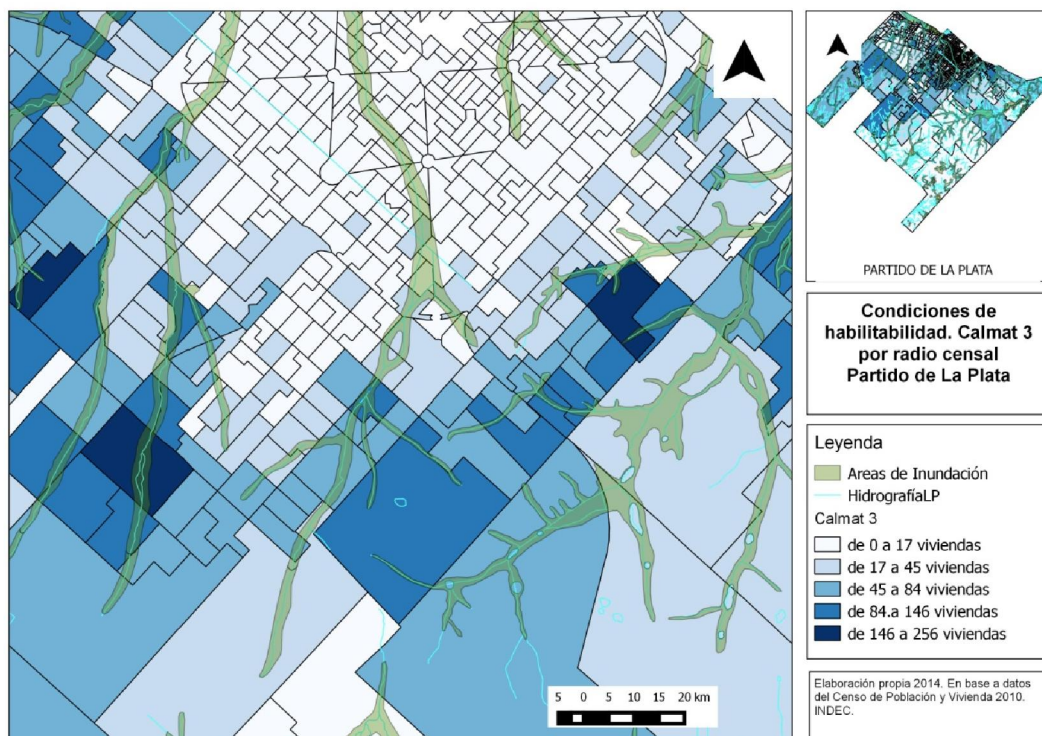 PARTIDO DE LA PLATA
Condiciones de
habilitabilidad. Calmat 3
por radio censal
Partido de La Plata
Leyenda
Areas de Inundación
HidrografíaLP
Calmat 3
de 0 a 17 viviendas
de 17 a 45 viviendas
de 45 a 84 viviendas
de 84.a 146 viviendas
de 146 a 256 viviendas
5 0 5 10 15 20 km
Elaboración propia 2014. En base a datos
del Censo de Población y Vivienda 2010.
INDEC.